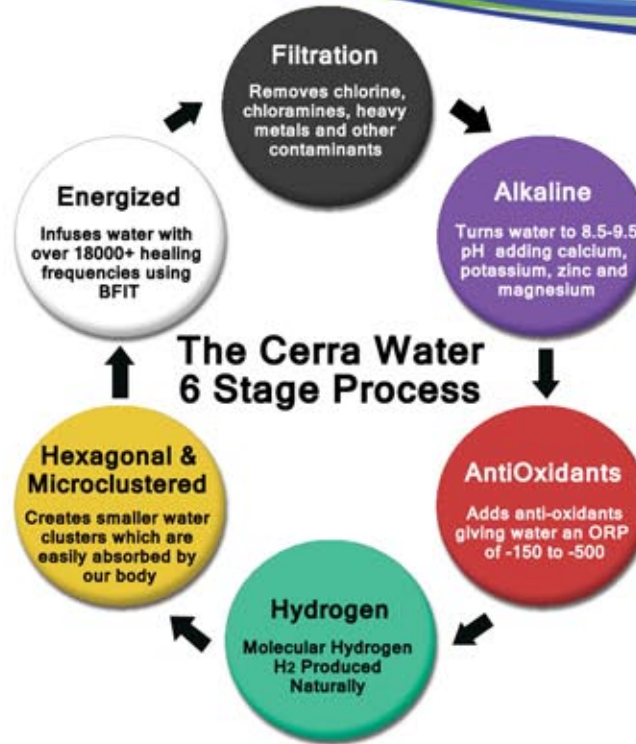 Filtration
Removes chlorine,
chloramines, heavy
metals and other
contaminants
Alkaline
Turns water to 8.5-9.5
pH adding calcium,
potassium, zinc and
magnesium
AntiOxidants
Adds anti-oxidants
giving water an ORP
of -150 to -500
Hydrogen
Molecular Hydrogen
H2 Produced
Naturally
Hexagonal &
Microclustered
Creates smaller water
clusters which are
easily absorbed by
our body
Energized
Infuses water with
over 18000+ healing
frequencies using
BFIT
The Cerra Water
6 Stage Process